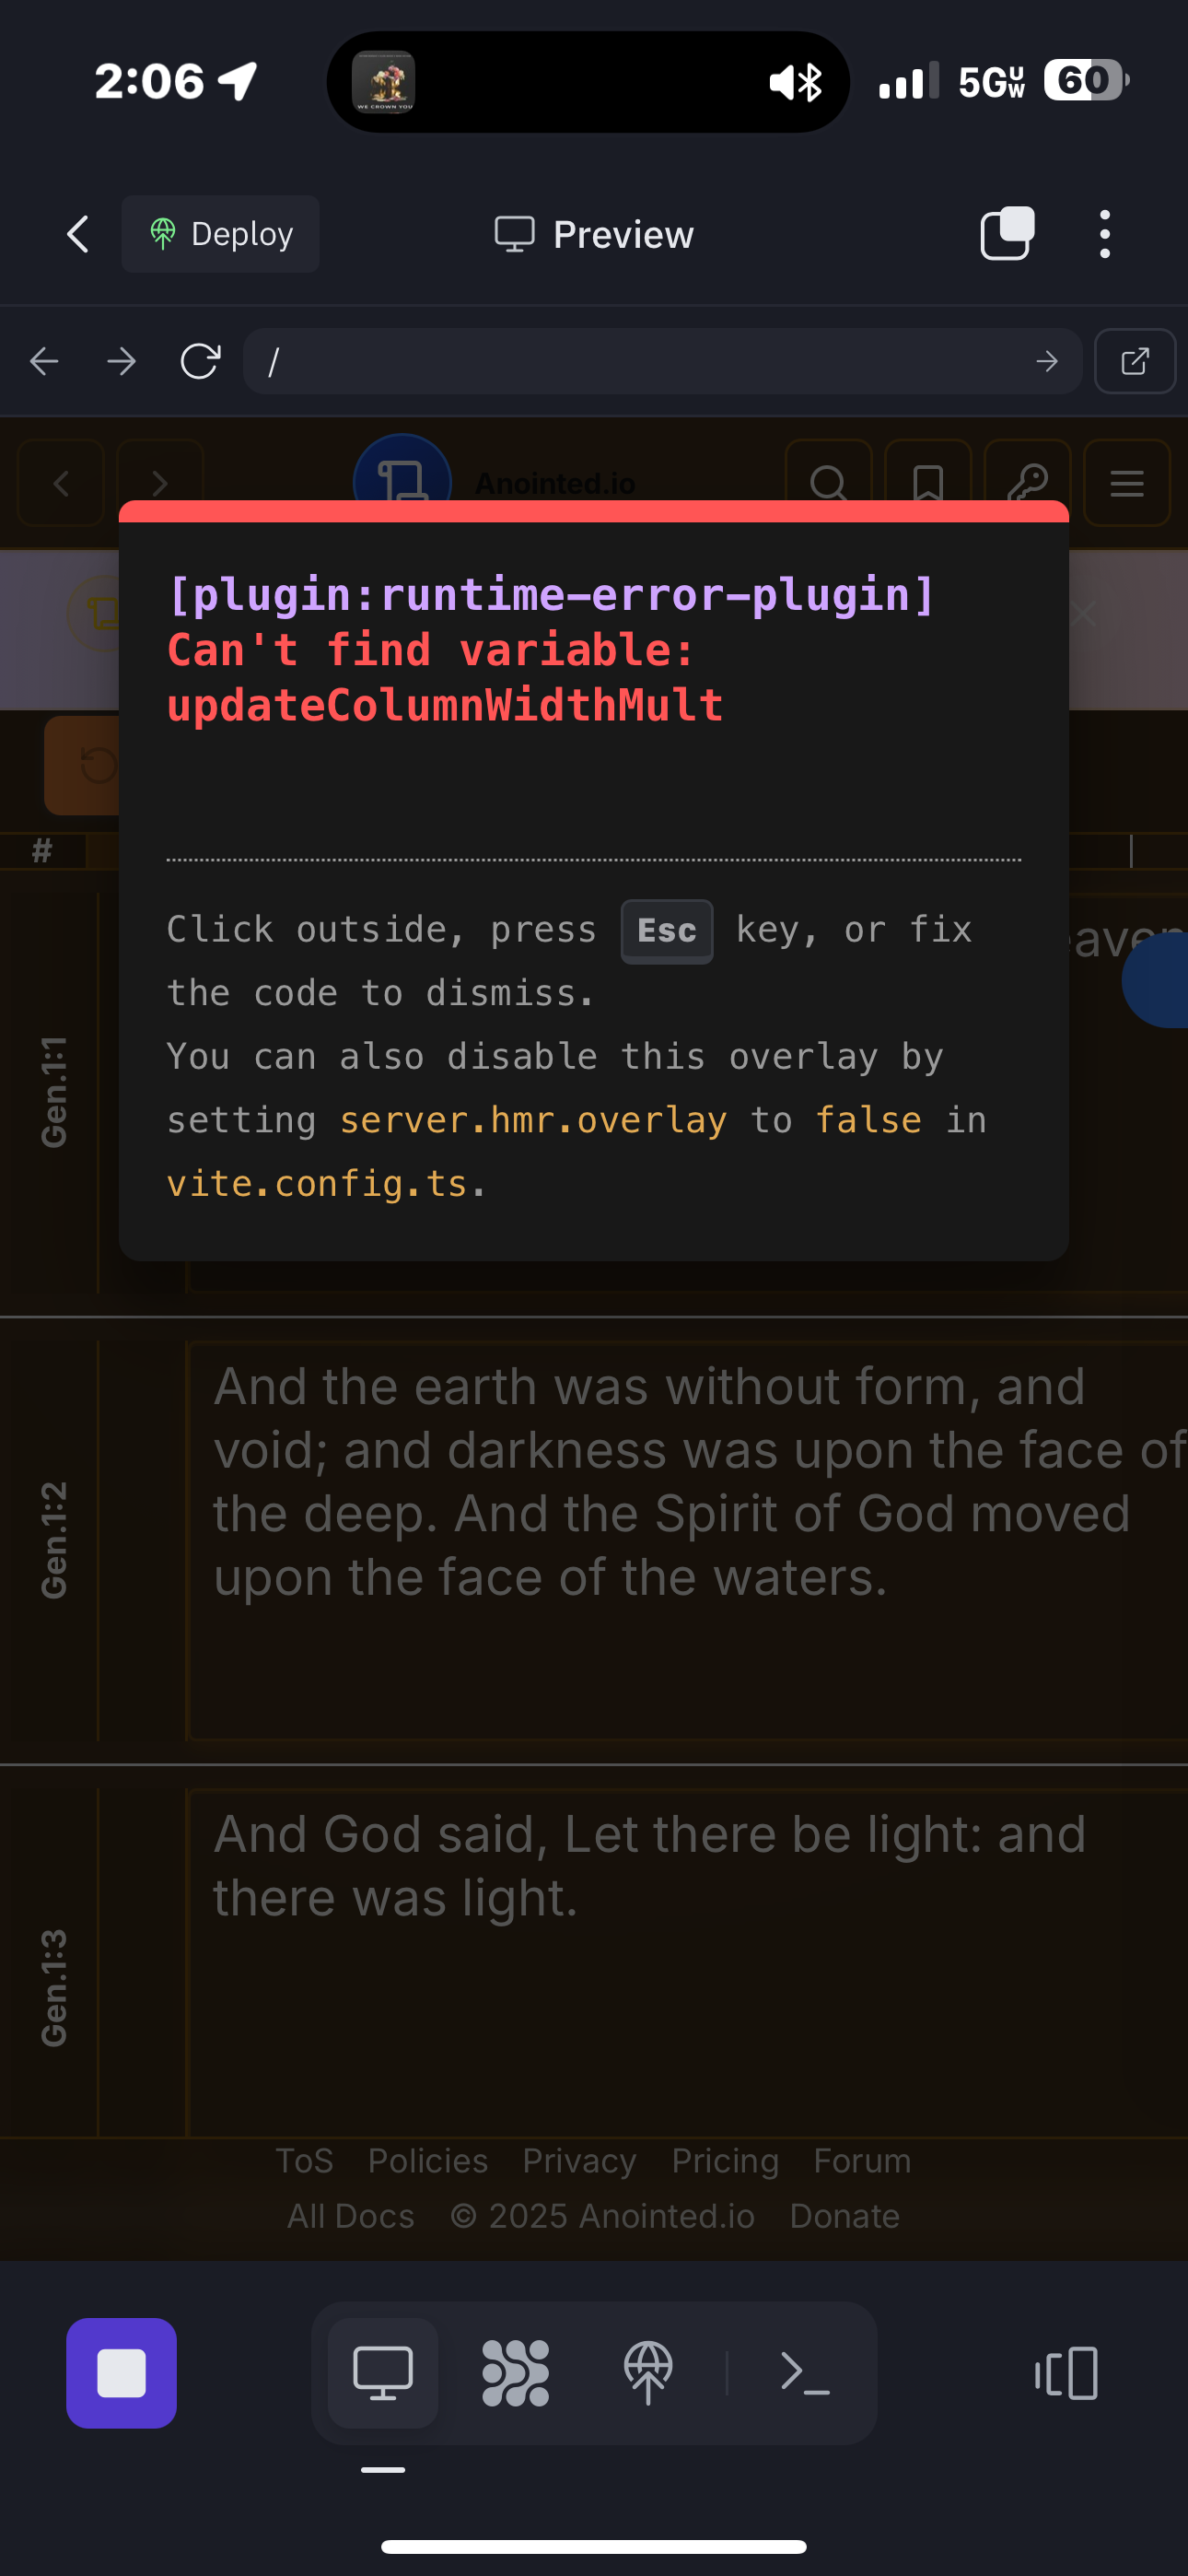 2:06
WE CROWN YOU
5GUW
60
Deploy
Preview
/
Anointed.io
[plugin:runtime-error-plugin]
Can't find variable:
updateColumnWidthMult
#
Click outside, press Esc key, or fix
the code to dismiss.
You can also disable this overlay by
setting server.hmr.overlay to false in
vite.config.ts.
Gen.1:1
Gen.1:2
And the earth was without form, and
void; and darkness was upon the face of
the deep. And the Spirit of God moved
upon the face of the waters.
Gen.1:3
And God said, Let there be light: and
there was light.
ToS Policies Privacy Pricing Forum
All Docs © 2025 Anointed.io Donate